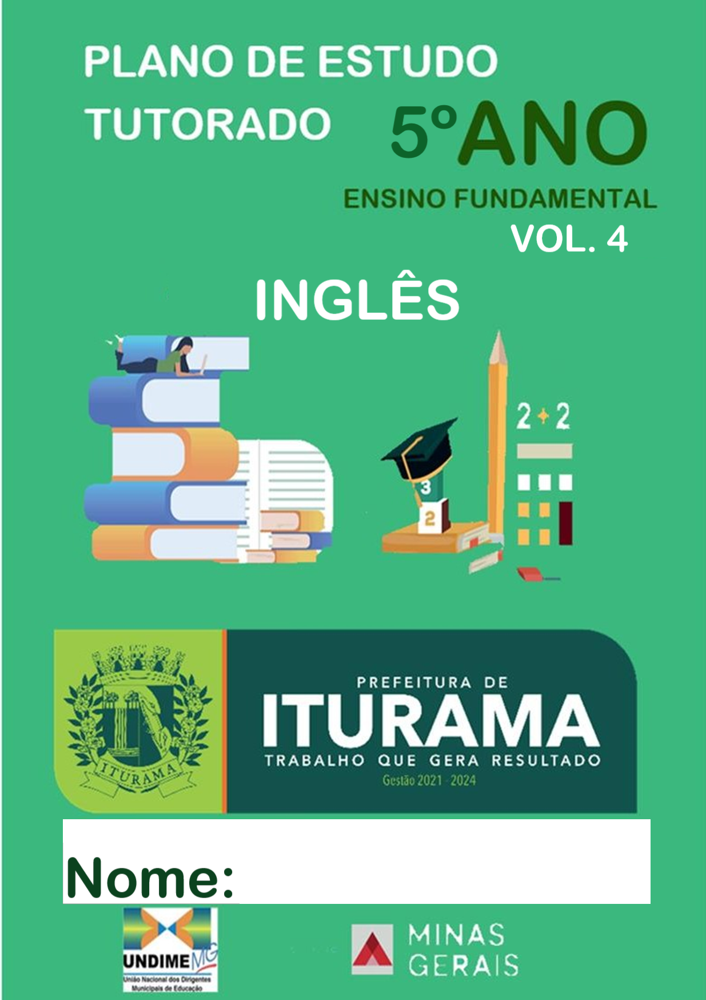 PLANO DE ESTUDO
TUTORADO 5ºANO
ENSINO FUNDAMENTAL
VOL. 4
INGLÊS
2+2
3
2
PREFEITURA DE
ITURAMA
TRABALHO QUE GERA RESULTADO
Gestão 2021 - 2024
ITURAMA
Nome:
UNDIME MG
União Nacional dos Dirigentes
Municipais de Educação
MINAS
GERAIS